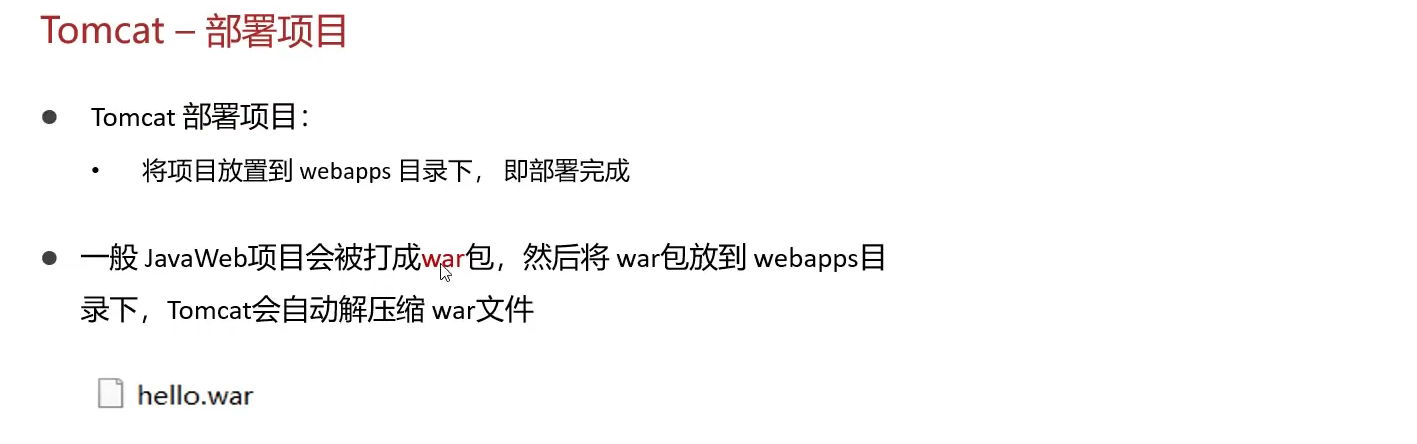 Tomcat – 部署项目
● Tomcat 部署项目：
• 将项目放置到 webapps 目录下， 即部署完成
● 一般 JavaWeb项目会被打成war包，然后将 war包放到 webapps目
录下，Tomcat会自动解压缩 war文件
hello.war